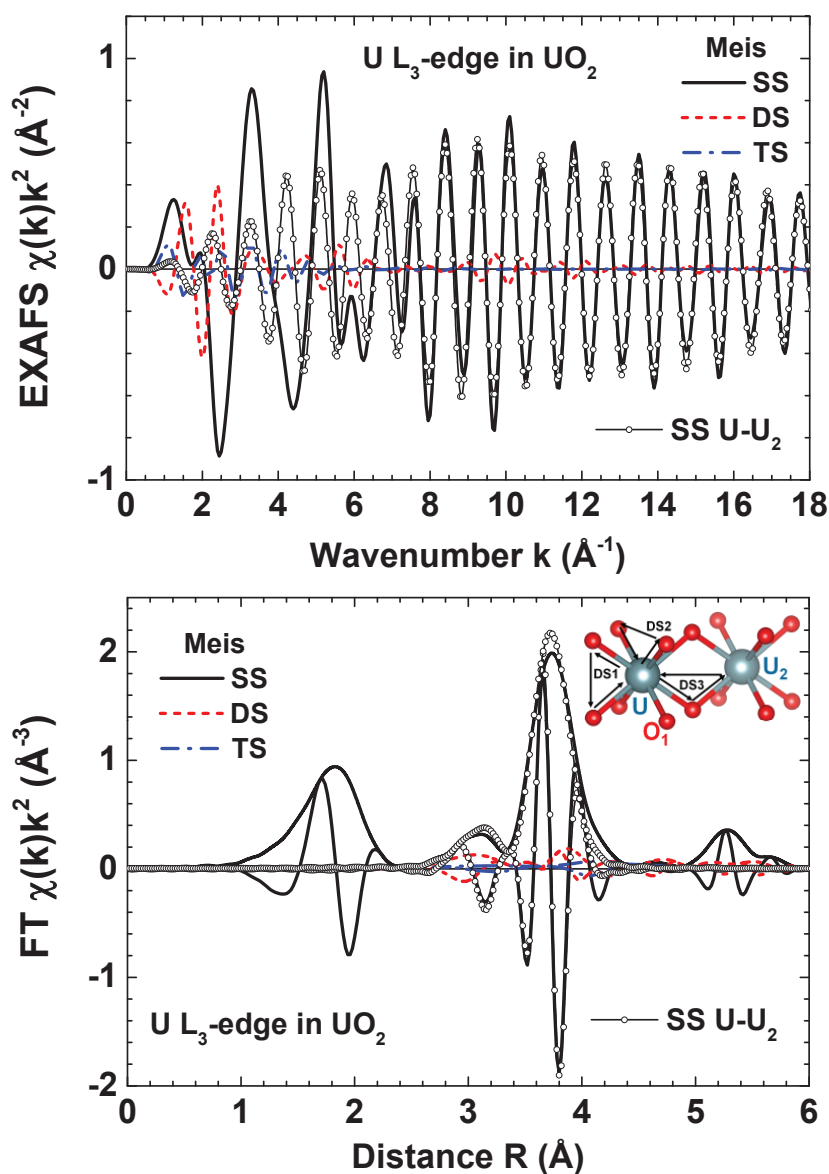 1
U L3-edge in UO2
Meis
SS
DS
TS
EXAFS χ(k)k² (Å⁻²)
0
SS U-U2
-1
0 2 4 6 8 10 12 14 16 18
Wavenumber k (Å⁻¹)
2
Meis
SS
DS
TS
DS2
DS1
DS3
U2
U
O1
1
FT χ(k)k² (Å⁻³)
0
-1
U L3-edge in UO2
SS U-U2
-2
0 1 2 3 4 5 6
Distance R (Å)